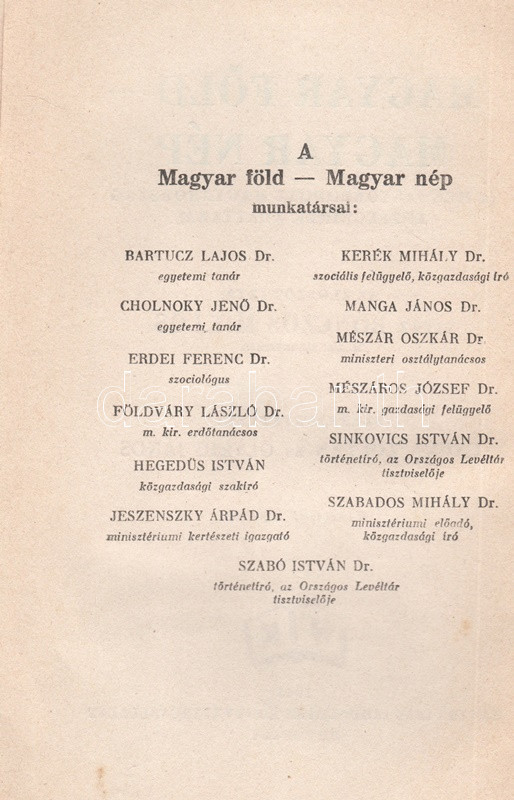 A
Magyar föld — Magyar nép
munkatársai:
BARTUCZ LAJOS Dr.
egyetemi tanár
CHOLNOKY JENŐ Dr.
egyetemi tanár
ERDEI FERENC Dr.
szociológus
FÖLDVÁRY LÁSZLÓ Dr.
m. kir. erdőtanácsos
HEGEDÜS ISTVÁN
közgazdasági szakíró
JESZENSZKY ÁRPÁD Dr.
minisztériumi kertészeti igazgató
KERÉK MIHÁLY Dr.
szociális felügyelő, közgazdasági író
MANGA JÁNOS Dr.
MÉSZÁR OSZKÁR Dr.
miniszteri osztálytanácsos
MÉSZÁROS JÓZSEF Dr.
m. kir. gazdasági felügyelő
SINKOVICS ISTVÁN Dr.
történetíró, az Országos Levéltár
tisztviselője
SZABADOS MIHÁLY Dr.
minisztériumi előadó,
közgazdasági író
SZABÓ ISTVÁN Dr.
történetíró, az Országos Levéltár
tisztviselője
darabanth